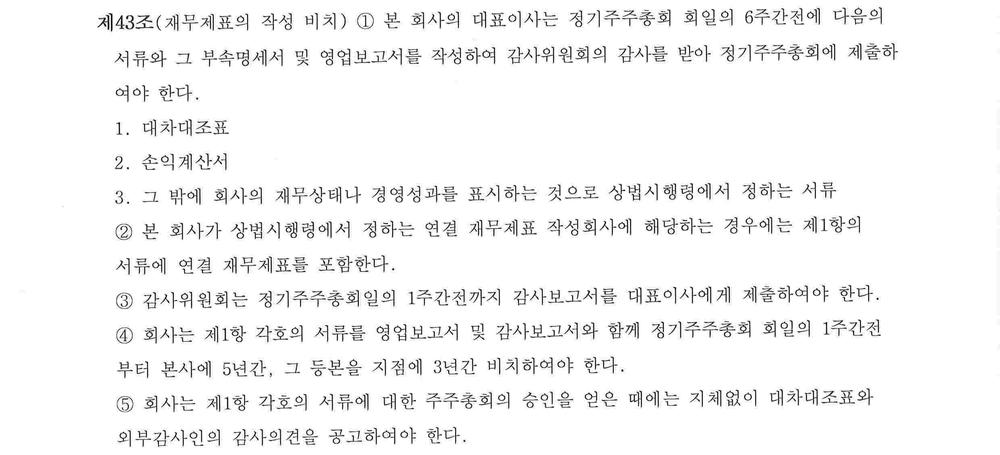 제43조(재무제표의 작성 비치) ① 본 회사의 대표이사는 정기주주총회 회일의 6주간전에 다음의
서류와 그 부속명세서 및 영업보고서를 작성하여 감사위원회의 감사를 받아 정기주주총회에 제출하
여야 한다.
1. 대차대조표
2. 손익계산서
3. 그 밖에 회사의 재무상태나 경영성과를 표시하는 것으로 상법시행령에서 정하는 서류
② 본 회사가 상법시행령에서 정하는 연결 재무제표 작성회사에 해당하는 경우에는 제1항의
서류에 연결 재무제표를 포함한다.
③ 감사위원회는 정기주주총회일의 1주간전까지 감사보고서를 대표이사에게 제출하여야 한다.
④ 회사는 제1항 각호의 서류를 영업보고서 및 감사보고서와 함께 정기주주총회 회일의 1주간전
부터 본사에 5년간, 그 등본을 지점에 3년간 비치하여야 한다.
⑤ 회사는 제1항 각호의 서류에 대한 주주총회의 승인을 얻은 때에는 지체없이 대차대조표와
외부감사인의 감사의견을 공고하여야 한다.